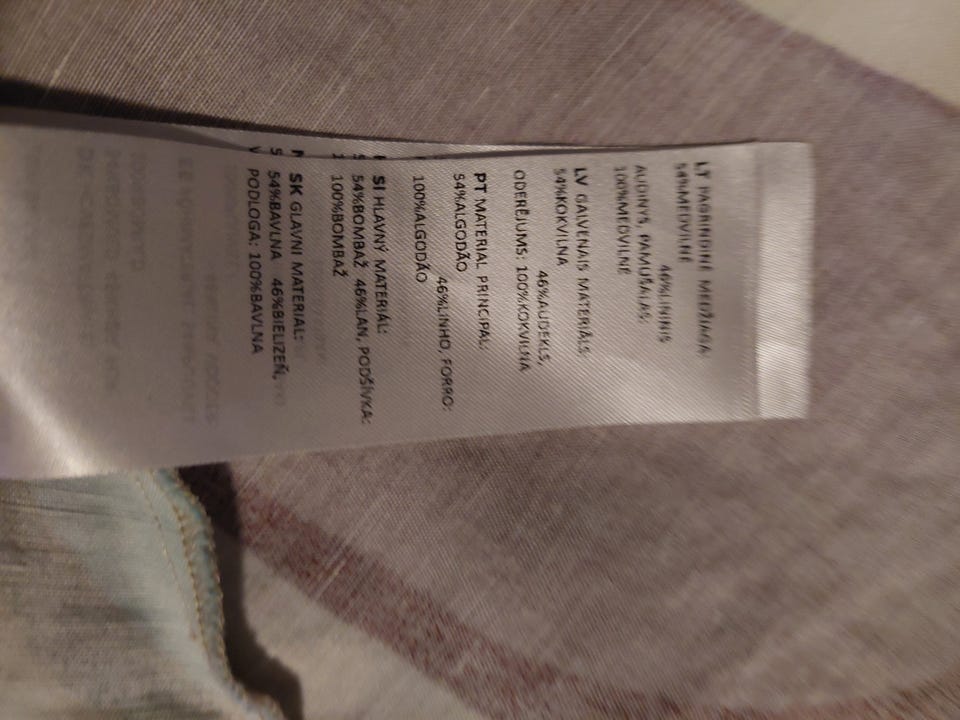 LT PAGRINDINĖ MEDŽIAGA:
54%MEDVILNĖ
46%LININIS
AUDINYS, PAMUŠALAS:
100%MEDVILNĖ
LV GALVENAIS MATERIĀLS:
54%KOKVILNA
46%AUDEKLS,
ODERĒJUMS: 100%KOKVILNA
PT MATERIAL PRINCIPAL:
54%ALGODÃO
46%LINHO, FORRO:
100%ALGODÃO
SI HLAVNÝ MATERIÁL:
54%BOMBAŽ 46%LAN, PODŠÍVKA:
100%BOMBAŽ
SK GLAVNI MATERIAL:
54%BAVLNA 46%BIELIZEŇ,
PODLOGA: 100%BAVLNA